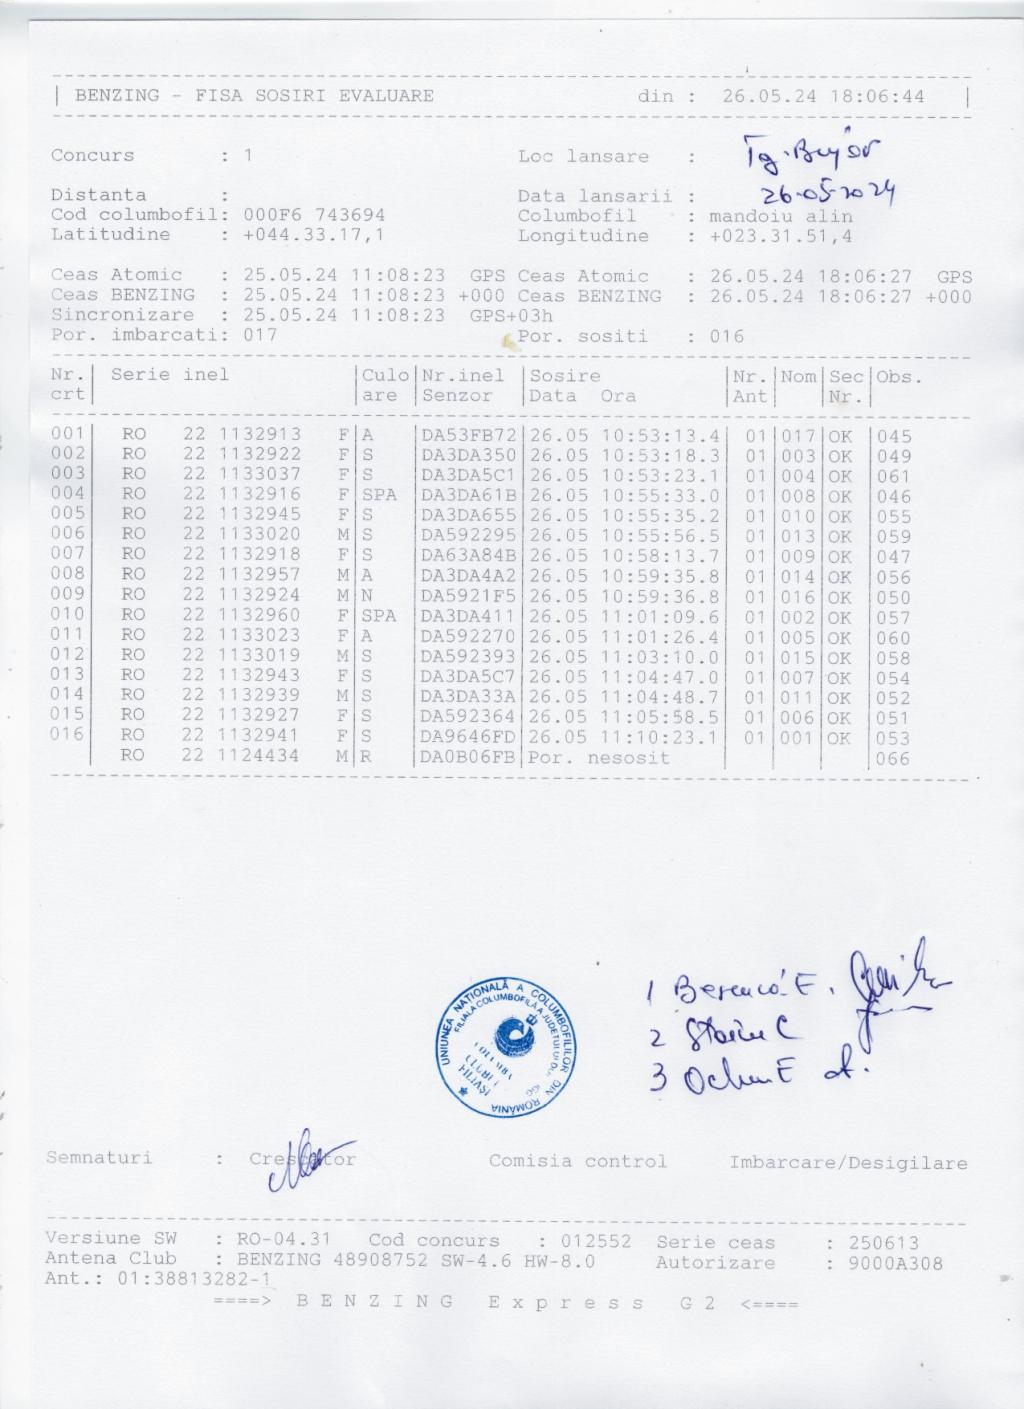 BENZING - FISA SOSIRI EVALUARE din : 26.05.24 18:06:44
Concurs : 1 Loc lansare :
Distanta : Data lansarii : 26-05-2024
Cod columbofil: 000F6 743694 Columbofil : mandoiu alin
Latitudine : +044.33.17,1 Longitudine : +023.31.51,4
Ceas Atomic : 25.05.24 11:08:23 GPS Ceas Atomic : 26.05.24 18:06:27 GPS
Ceas BENZING : 25.05.24 11:08:23 +000 Ceas BENZING : 26.05.24 18:06:27 +000
Sincronizare : 25.05.24 11:08:23 GPS+03h
Por. imbarcati: 017 Por. sositi : 016
Nr. Serie inel Culo Nr.inel Sosire Nr. Nom Sec Obs.
crt are Senzor Data Ora Ant Nr.
001 RO 22 1132913 F A DA53FB72 26.05 10:53:13.4 01 017 OK 045
002 RO 22 1132922 F S DA3DA350 26.05 10:53:18.3 01 003 OK 049
003 RO 22 1133037 F S DA3DA5C1 26.05 10:53:23.1 01 004 OK 061
004 RO 22 1132916 F SPA DA3DA61B 26.05 10:55:33.0 01 008 OK 046
005 RO 22 1132945 F S DA3DA655 26.05 10:55:35.2 01 010 OK 055
006 RO 22 1133020 M S DA592295 26.05 10:55:56.5 01 013 OK 059
007 RO 22 1132918 F S DA63A84B 26.05 10:58:13.7 01 009 OK 047
008 RO 22 1132957 M A DA3DA4A2 26.05 10:59:35.8 01 014 OK 056
009 RO 22 1132924 M N DA5921F5 26.05 10:59:36.8 01 016 OK 050
010 RO 22 1132960 F SPA DA3DA411 26.05 11:01:09.6 01 002 OK 057
011 RO 22 1133023 F A DA592270 26.05 11:01:26.4 01 005 OK 060
012 RO 22 1133019 M S DA592393 26.05 11:03:10.0 01 015 OK 058
013 RO 22 1132943 F S DA3DA5C7 26.05 11:04:47.0 01 007 OK 054
014 RO 22 1132939 M S DA3DA33A 26.05 11:04:48.7 01 011 OK 052
015 RO 22 1132927 F S DA592364 26.05 11:05:58.5 01 006 OK 051
016 RO 22 1132941 F S DA9646FD 26.05 11:10:23.1 01 001 OK 053
RO 22 1124434 M R DA0B06FB Por. nesosit 066
1
2
3
UNIUNEA NAȚIONALĂ A COLUMBOFILILOR DIN ROMÂNIA
FILIALA COLUMBOFILĂ A JUDEȚULUI
COLUMBA
CLUBUL
FILIAȘI
Semnaturi : Crescator Comisia control Imbarcare/Desigilare
Versiune SW : RO-04.31 Cod concurs : 012552 Serie ceas : 250613
Antena Club : BENZING 48908752 SW-4.6 HW-8.0 Autorizare : 9000A308
Ant.: 01:38813282-1
====> BENZING Express G2 <====